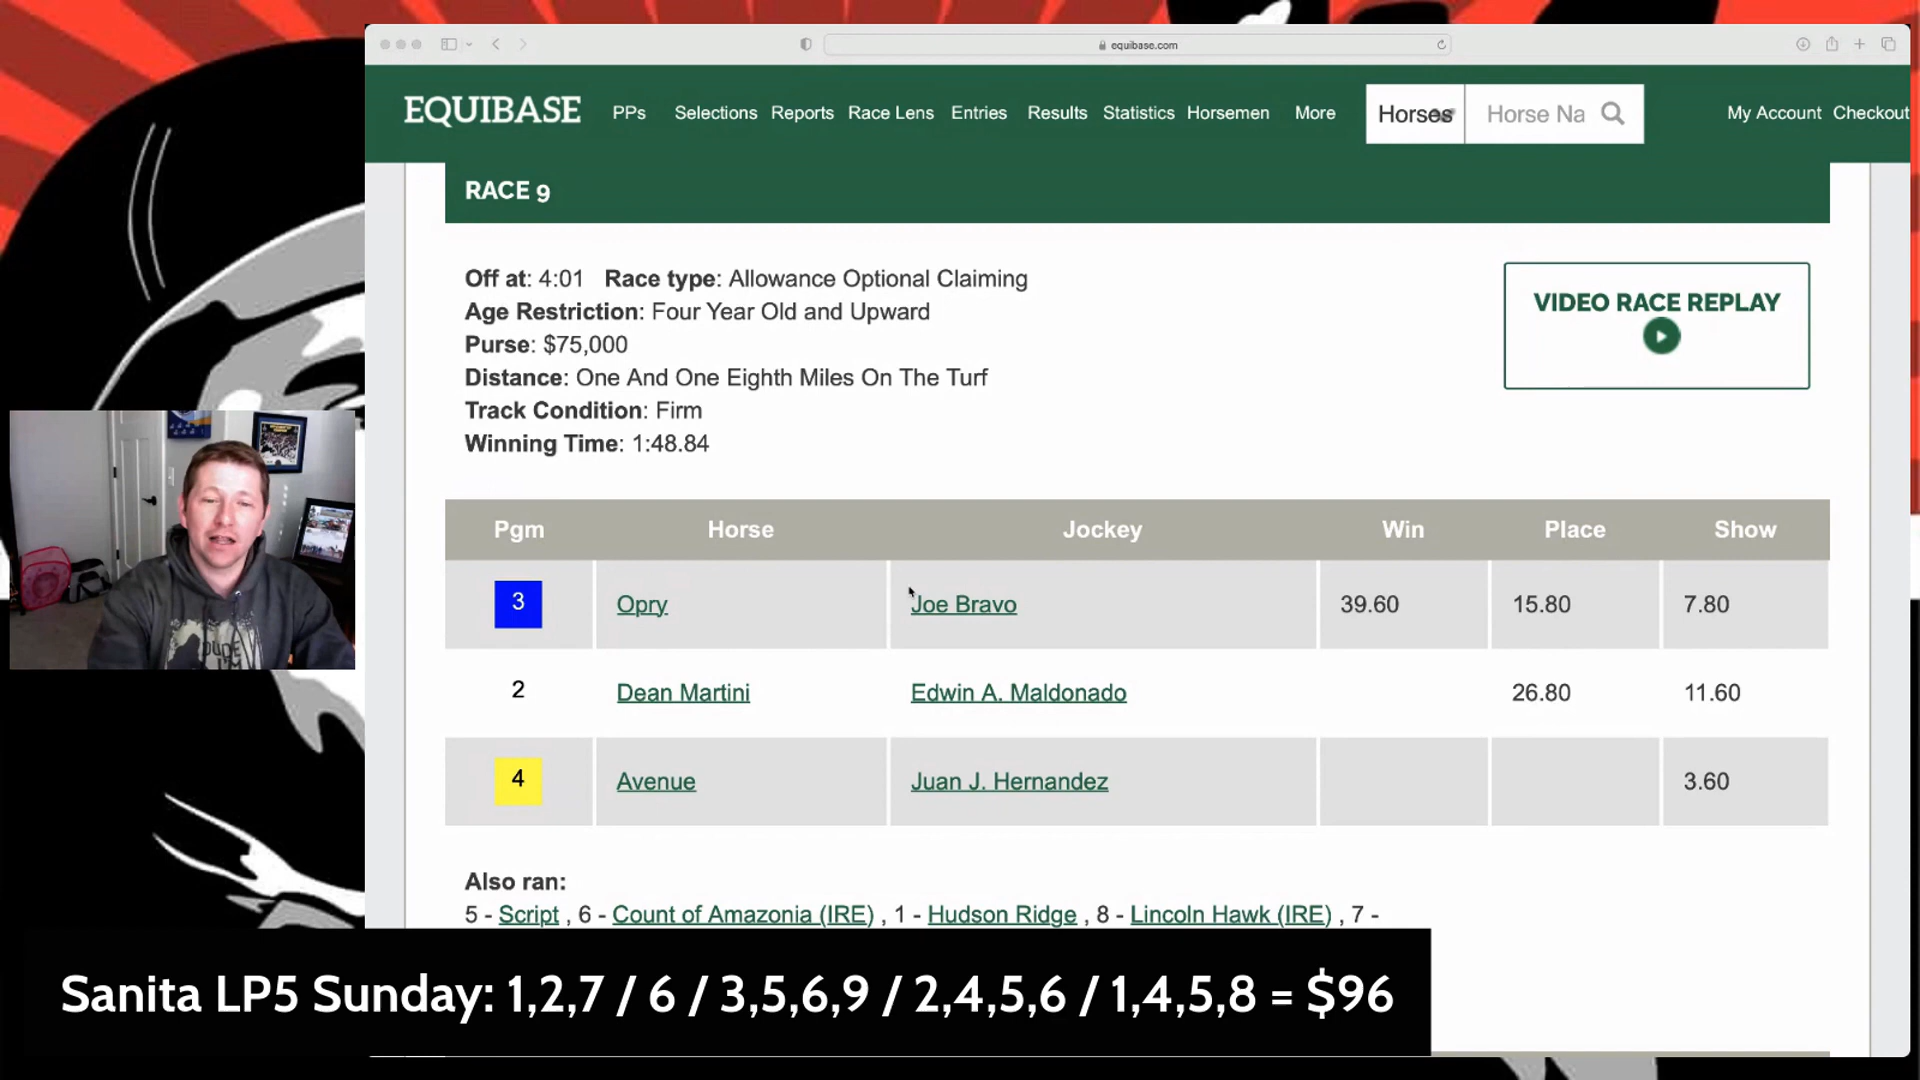 equibase.com
EQUIBASE PPs Selections Reports Race Lens Entries Results Statistics Horsemen More Horses Horse Na My Account Checkout
RACE 9
Off at: 4:01 Race type: Allowance Optional Claiming
Age Restriction: Four Year Old and Upward
Purse: $75,000
Distance: One And One Eighth Miles On The Turf
Track Condition: Firm
Winning Time: 1:48.84
VIDEO RACE REPLAY
Pgm Horse Jockey Win Place Show
3 Opry Joe Bravo 39.60 15.80 7.80
2 Dean Martini Edwin A. Maldonado 26.80 11.60
4 Avenue Juan J. Hernandez 3.60
Also ran:
5 - Script , 6 - Count of Amazonia (IRE) , 1 - Hudson Ridge , 8 - Lincoln Hawk (IRE) , 7 -
Sanita LP5 Sunday: 1,2,7 / 6 / 3,5,6,9 / 2,4,5,6 / 1,4,5,8 = $96